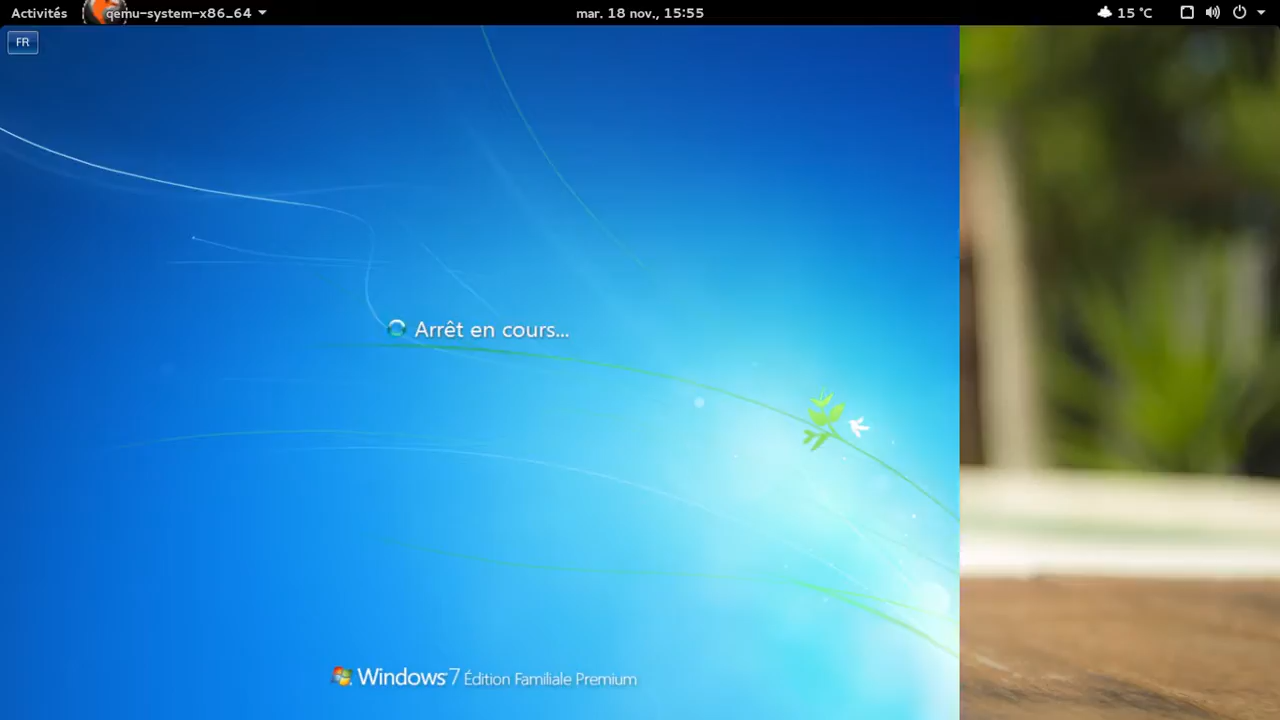 Activités qemu-system-x86_64 mar. 18 nov., 15:55 15 °C
FR
Arrêt en cours...
Windows 7 Édition Familiale Premium